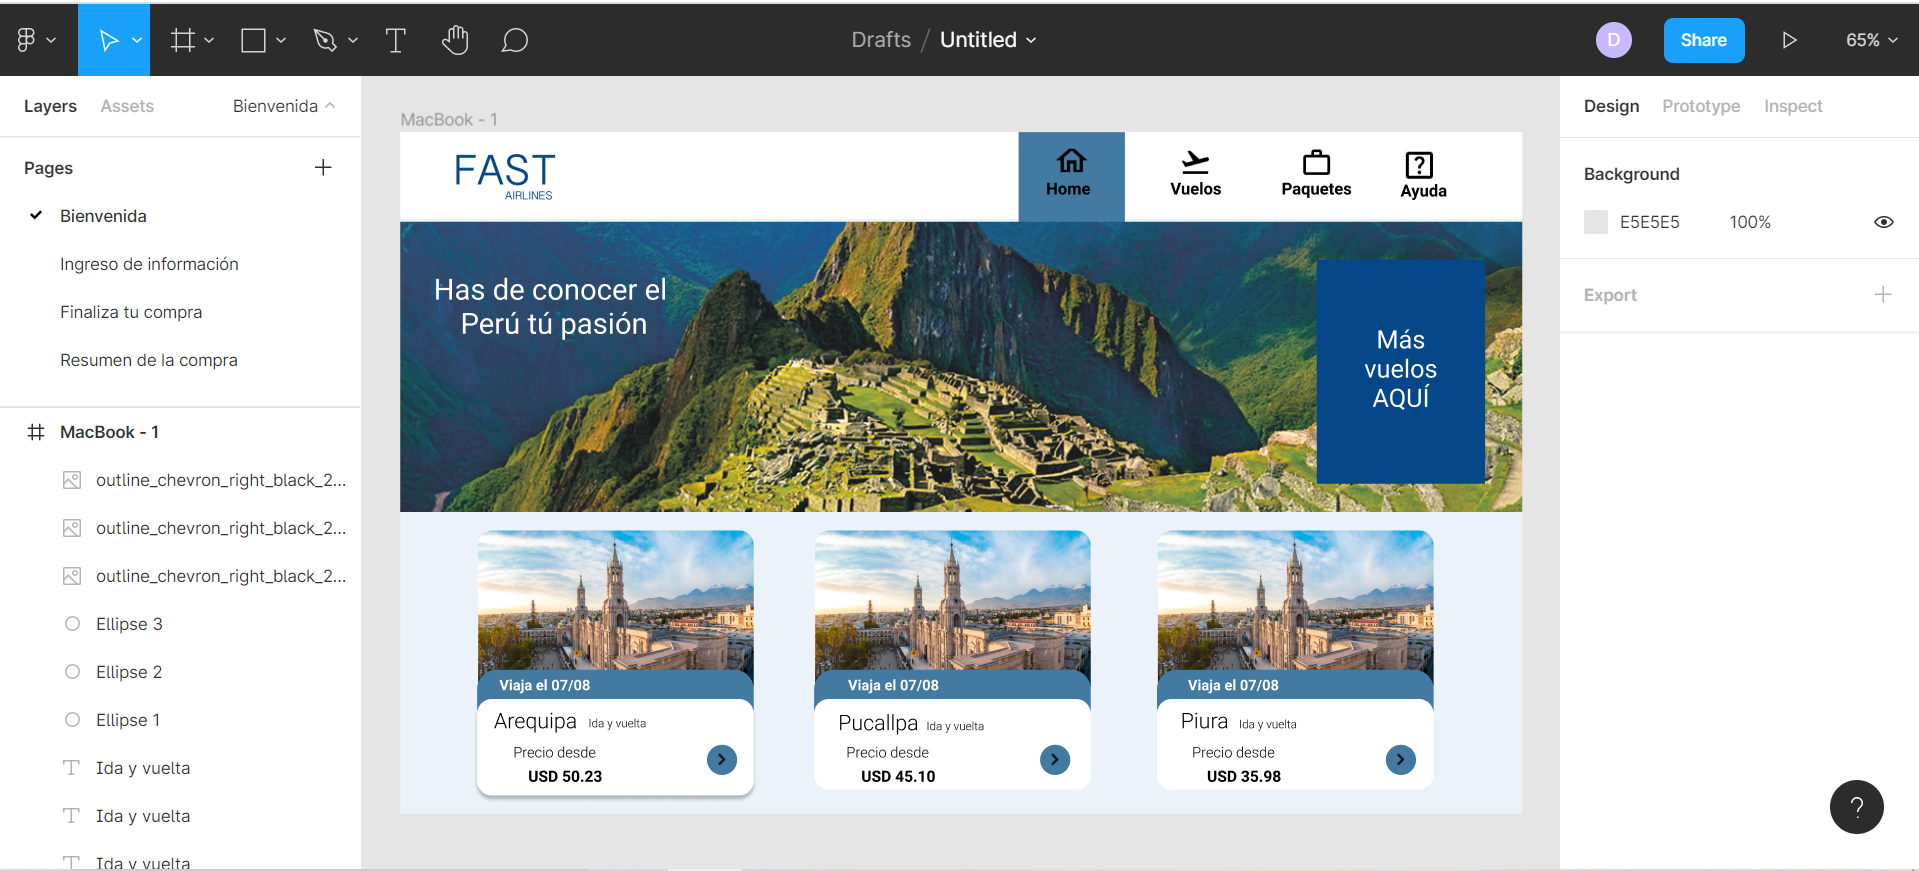 Drafts / Untitled
D
Share
65%
Layers
Assets
Bienvenida
Design
Prototype
Inspect
Pages
Bienvenida
Ingreso de información
Finaliza tu compra
Resumen de la compra
MacBook - 1
outline_chevron_right_black_2...
outline_chevron_right_black_2...
outline_chevron_right_black_2...
Ellipse 3
Ellipse 2
Ellipse 1
Ida y vuelta
Ida y vuelta
Ida y vuelta
MacBook - 1
FAST
AIRLINES
Home
Vuelos
Paquetes
Ayuda
Has de conocer el
Perú tú pasión
Más
vuelos
AQUÍ
Viaja el 07/08
Arequipa Ida y vuelta
Precio desde
USD 50.23
Viaja el 07/08
Pucallpa Ida y vuelta
Precio desde
USD 45.10
Viaja el 07/08
Piura Ida y vuelta
Precio desde
USD 35.98
Background
E5E5E5 100%
Export
?